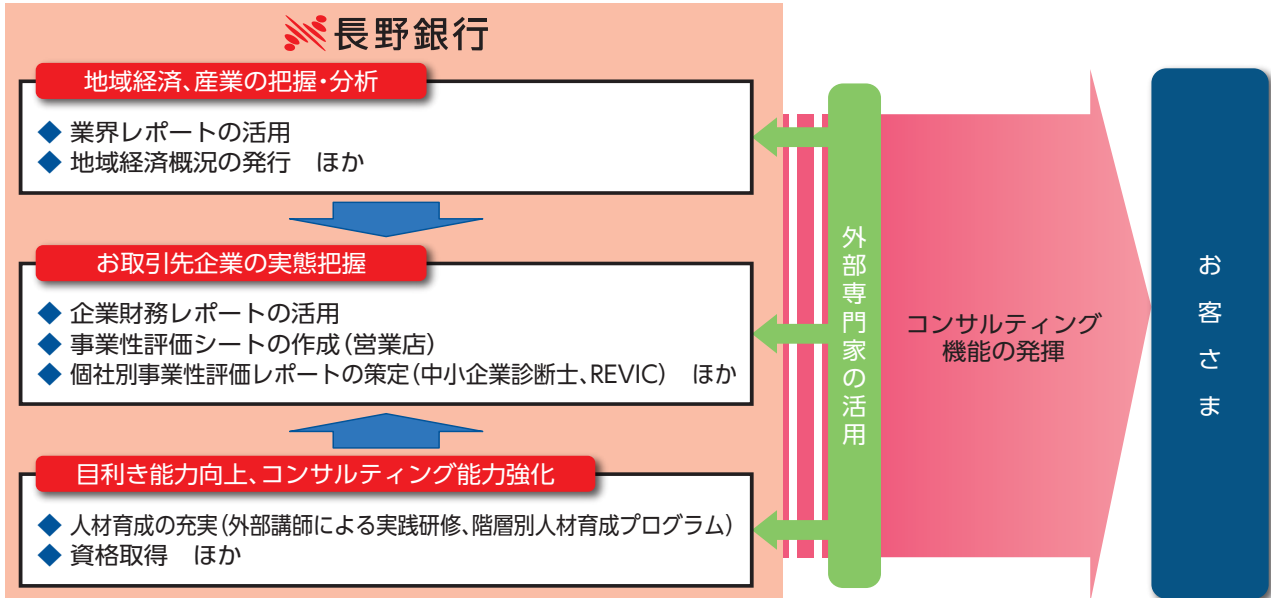 長野銀行
地域経済、産業の把握・分析
◆ 業界レポートの活用
◆ 地域経済概況の発行　ほか
お取引先企業の実態把握
◆ 企業財務レポートの活用
◆ 事業性評価シートの作成(営業店)
◆ 個社別事業性評価レポートの策定(中小企業診断士、REVIC)　ほか
目利き能力向上、コンサルティング能力強化
◆ 人材育成の充実(外部講師による実践研修、階層別人材育成プログラム)
◆ 資格取得　ほか
外部専門家の活用
コンサルティング
機能の発揮
お客さま